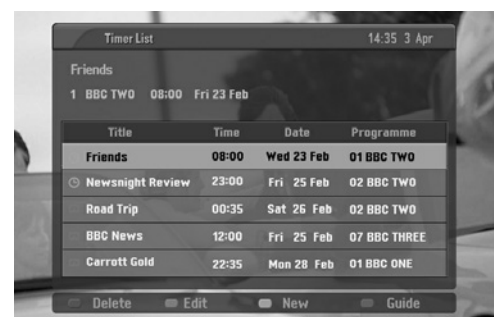 Timer List 14:35 3 Apr
Friends
1 BBC TWO 08:00 Fri 23 Feb
Title Time Date Programme
Friends 08:00 Wed 23 Feb 01 BBC TWO
Newsnight Review 23:00 Fri 25 Feb 02 BBC TWO
Road Trip 00:35 Sat 26 Feb 02 BBC TWO
BBC News 12:00 Fri 25 Feb 07 BBC THREE
Carrott Gold 22:35 Mon 28 Feb 01 BBC ONE
Delete Edit New Guide